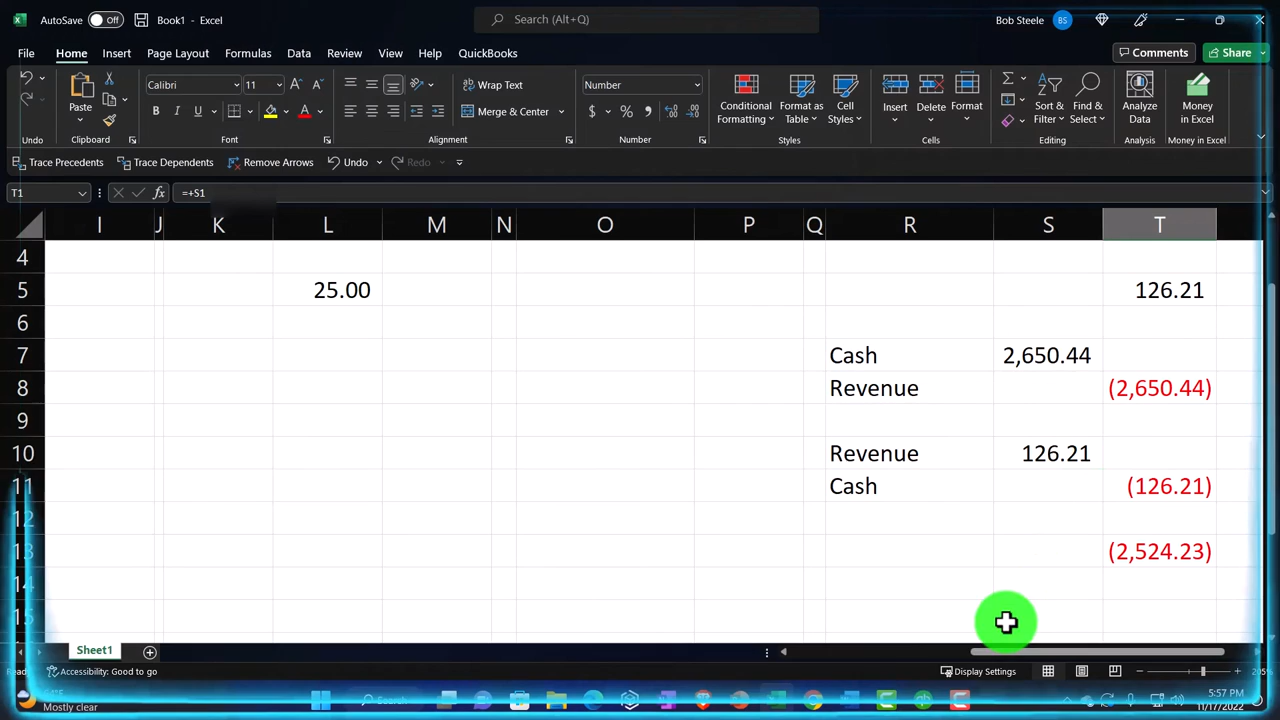 AutoSave Off Book1 - Excel Search (Alt+Q) Bob Steele BS
File Home Insert Page Layout Formulas Data Review View Help QuickBooks Comments Share
Paste Calibri 11 Wrap Text Number Conditional Formatting Format as Table Cell Styles Insert Delete Format Sort & Filter Find & Select Analyze Data Money in Excel
B I U A Merge & Center $ % ,
Undo Clipboard Font Alignment Number Styles Cells Editing Analysis Money in Excel
Trace Precedents Trace Dependents Remove Arrows Undo Redo
T1 fx =+S1
I J K L M N O P Q R S T
4
5 25.00 126.21
6
7 Cash 2,650.44
8 Revenue (2,650.44)
9
10 Revenue 126.21
11 Cash (126.21)
12
13 (2,524.23)
14
15
Sheet1
Accessibility: Good to go Display Settings
Search 5:57 PM
Mostly clear 11/17/2022